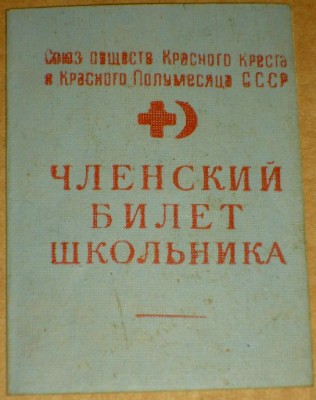 Союз обществ Красного Креста
и Красного Полумесяца СССР
ЧЛЕНСКИЙ
БИЛЕТ
ШКОЛЬНИКА